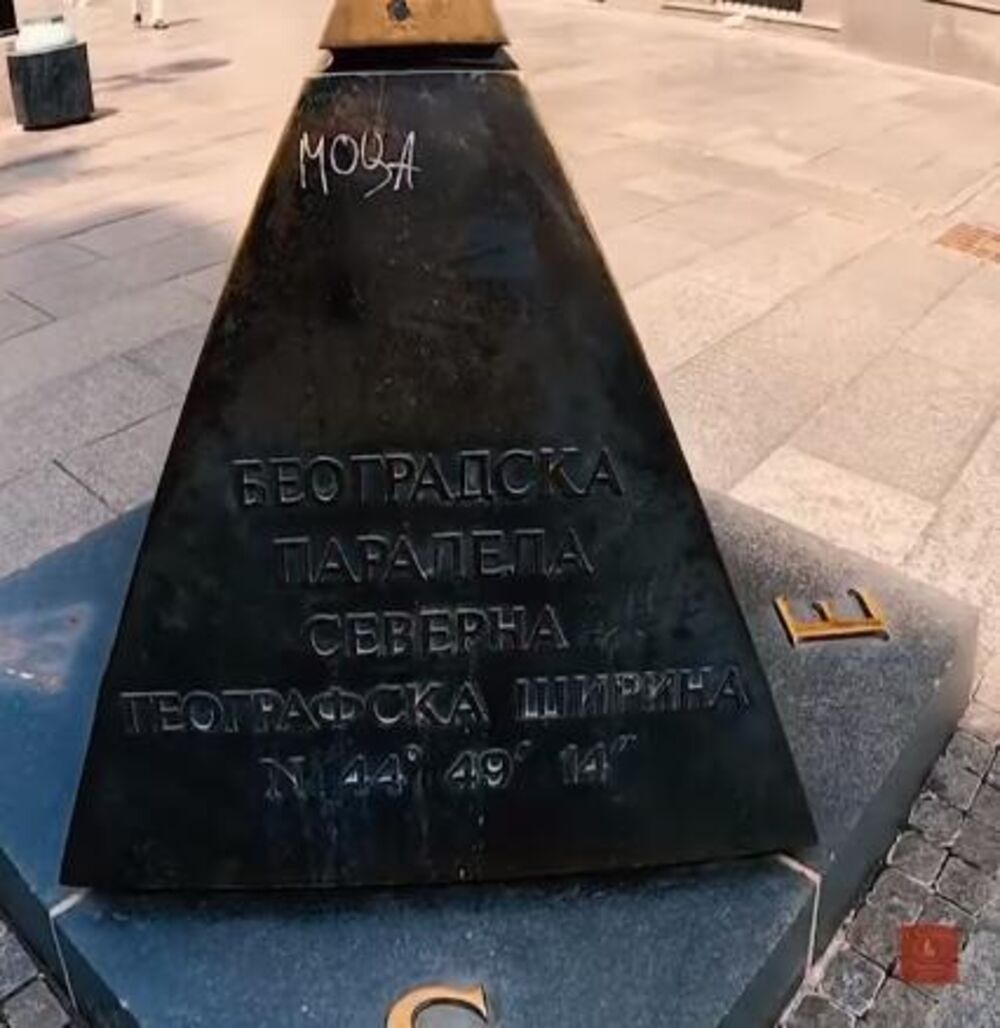 МОЦА
БЕОГРАДСКА
ПАРАЛЕЛА
СЕВЕРНА
ГЕОГРАФСКА ШИРИНА
N 44° 49' 14"
E
S